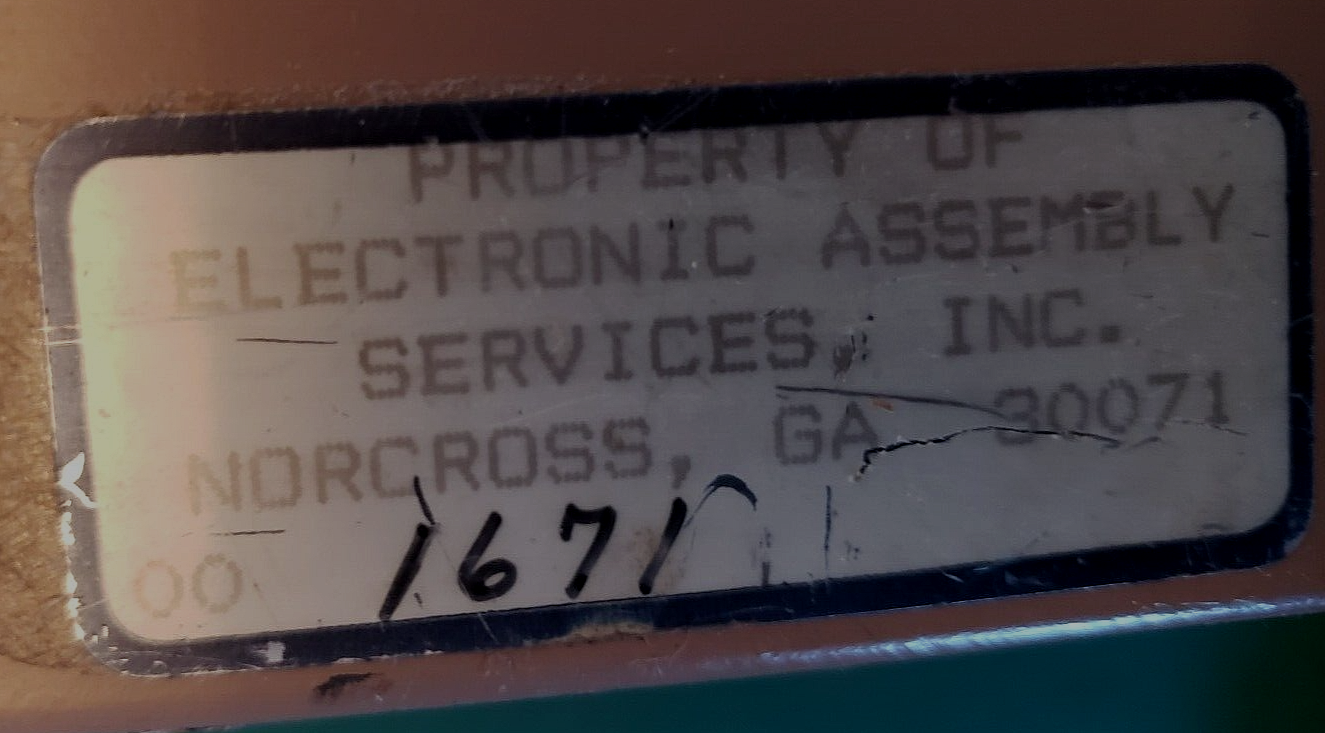 PROPERTY OF
ELECTRONIC ASSEMBLY
SERVICES, INC.
NORCROSS, GA 30071
00 1671